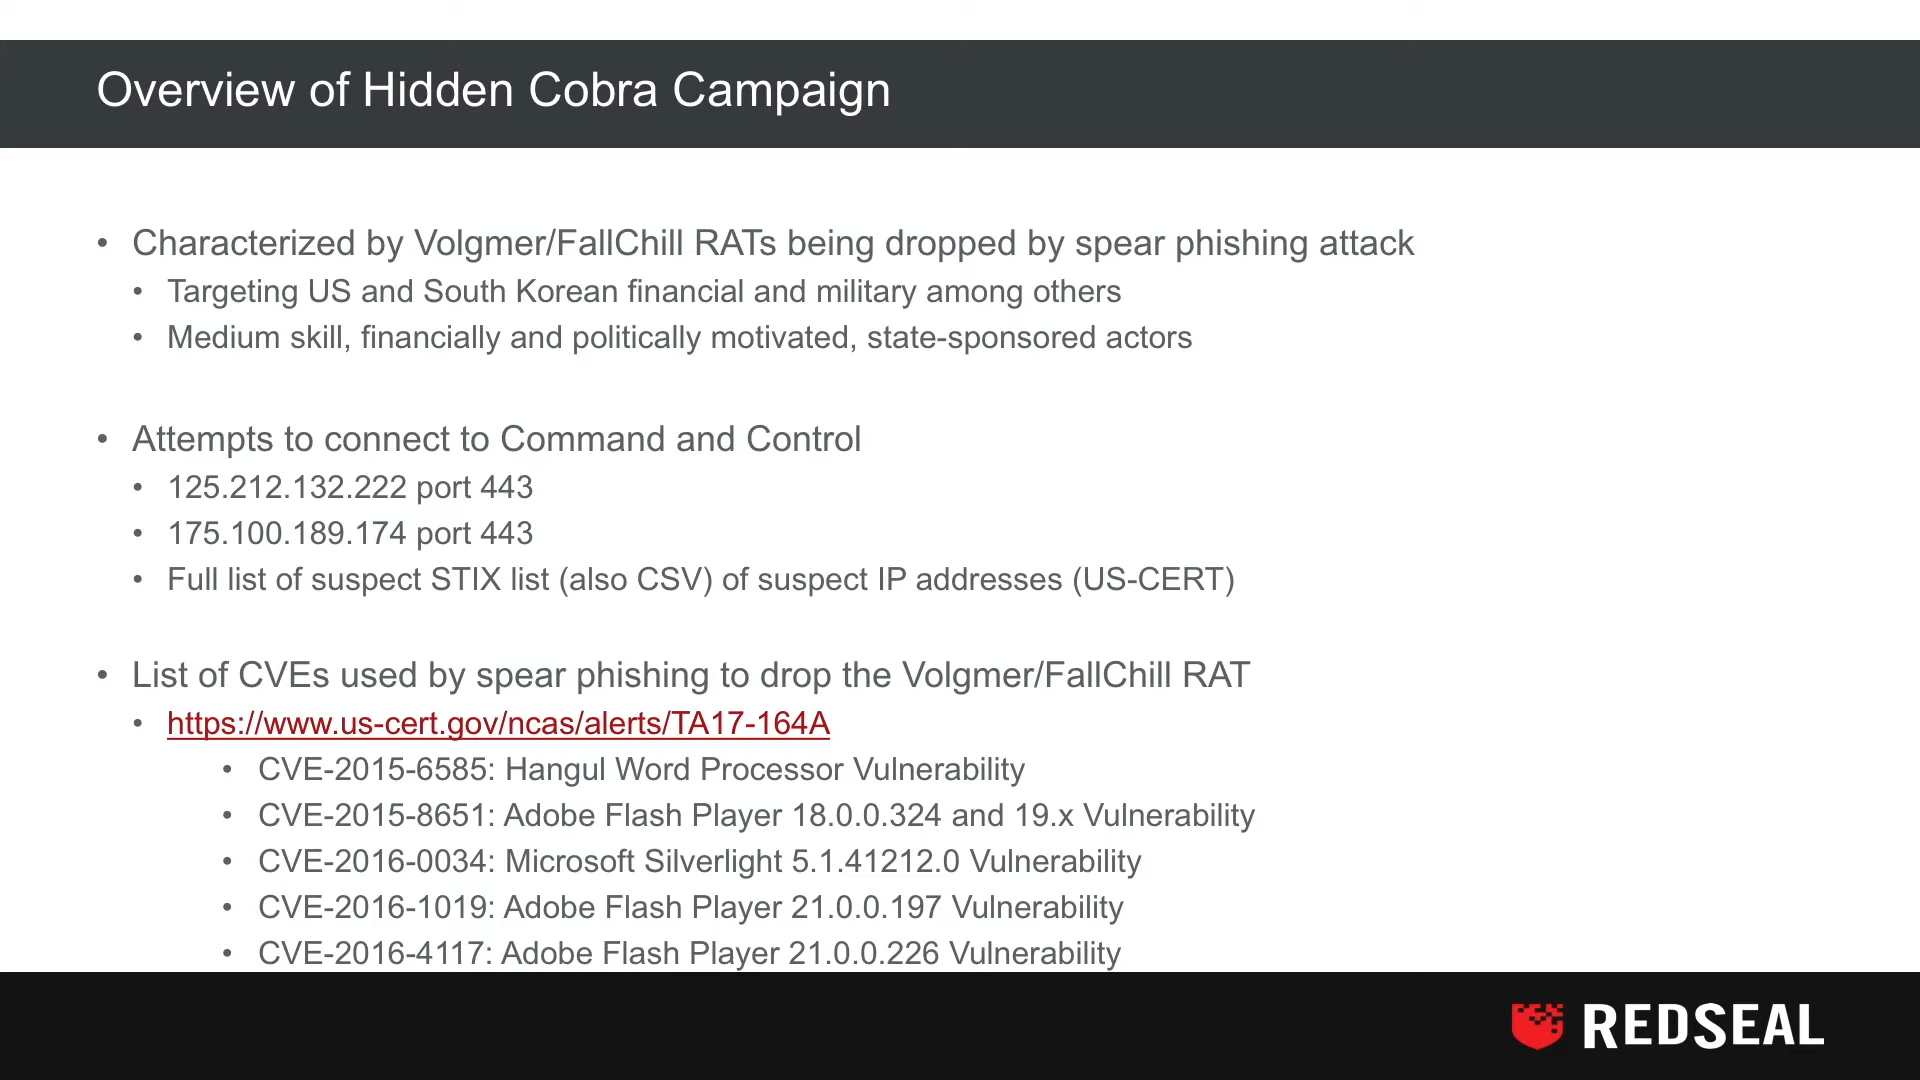 Overview of Hidden Cobra Campaign
• Characterized by Volgmer/FallChill RATs being dropped by spear phishing attack
• Targeting US and South Korean financial and military among others
• Medium skill, financially and politically motivated, state-sponsored actors
• Attempts to connect to Command and Control
• 125.212.132.222 port 443
• 175.100.189.174 port 443
• Full list of suspect STIX list (also CSV) of suspect IP addresses (US-CERT)
• List of CVEs used by spear phishing to drop the Volgmer/FallChill RAT
• https://www.us-cert.gov/ncas/alerts/TA17-164A
• CVE-2015-6585: Hangul Word Processor Vulnerability
• CVE-2015-8651: Adobe Flash Player 18.0.0.324 and 19.x Vulnerability
• CVE-2016-0034: Microsoft Silverlight 5.1.41212.0 Vulnerability
• CVE-2016-1019: Adobe Flash Player 21.0.0.197 Vulnerability
• CVE-2016-4117: Adobe Flash Player 21.0.0.226 Vulnerability
REDSEAL